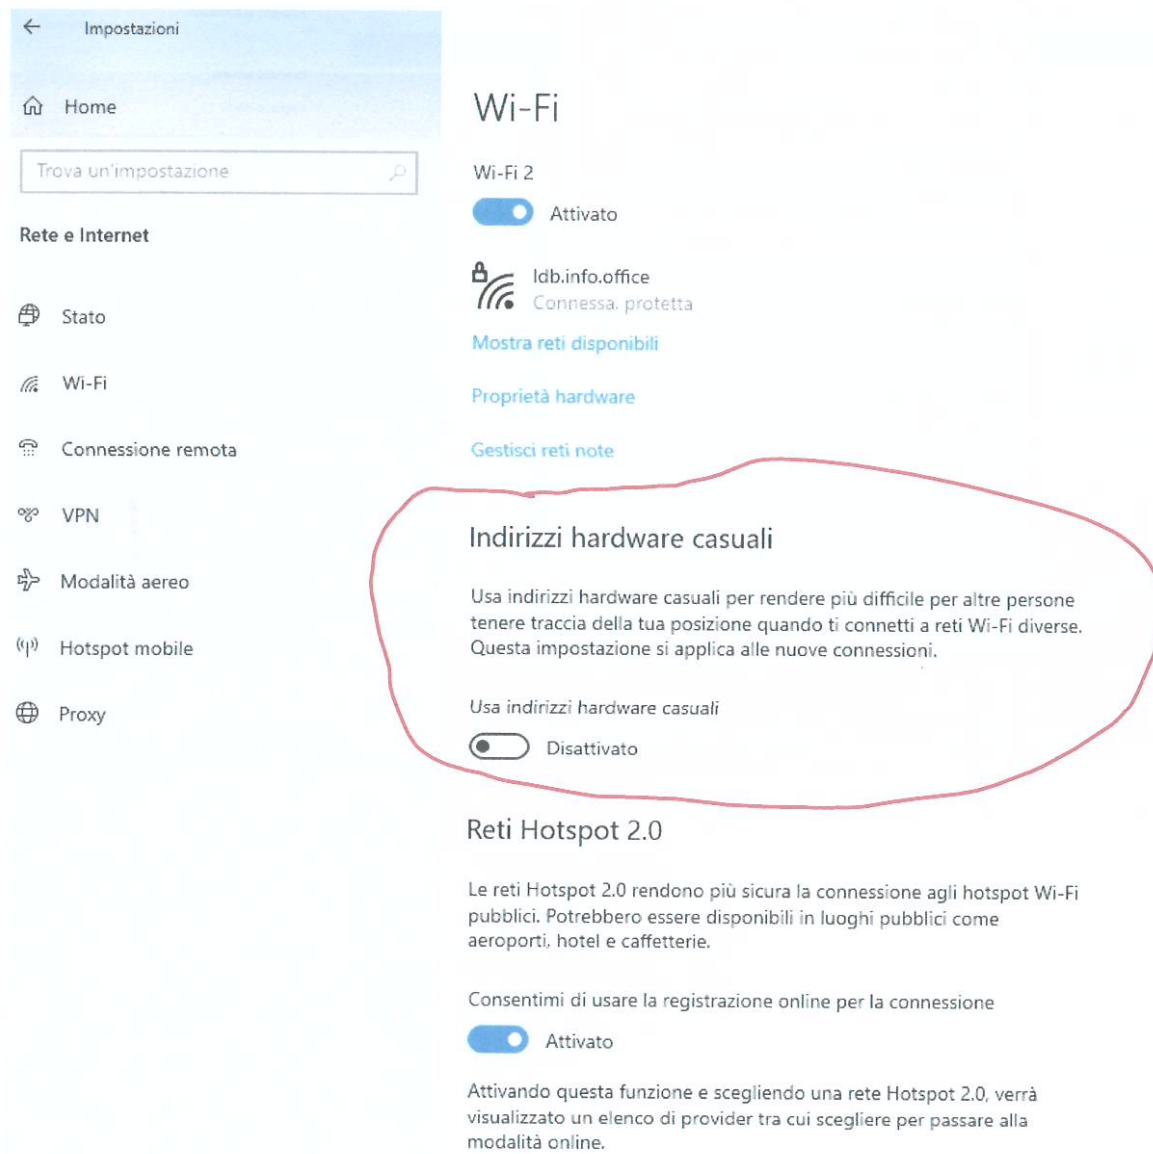 Impostazioni
Home
Trova un'impostazione
Rete e Internet
Stato
Wi-Fi
Connessione remota
VPN
Modalità aereo
Hotspot mobile
Proxy
Wi-Fi
Wi-Fi 2
Attivato
ldb.info.office
Connessa, protetta
Mostra reti disponibili
Proprietà hardware
Gestisci reti note
Indirizzi hardware casuali
Usa indirizzi hardware casuali per rendere più difficile per altre persone
tenere traccia della tua posizione quando ti connetti a reti Wi-Fi diverse.
Questa impostazione si applica alle nuove connessioni.
Usa indirizzi hardware casuali
Disattivato
Reti Hotspot 2.0
Le reti Hotspot 2.0 rendono più sicura la connessione agli hotspot Wi-Fi
pubblici. Potrebbero essere disponibili in luoghi pubblici come
aeroporti, hotel e caffetterie.
Consentimi di usare la registrazione online per la connessione
Attivato
Attivando questa funzione e scegliendo una rete Hotspot 2.0, verrà
visualizzato un elenco di provider tra cui scegliere per passare alla
modalità online.